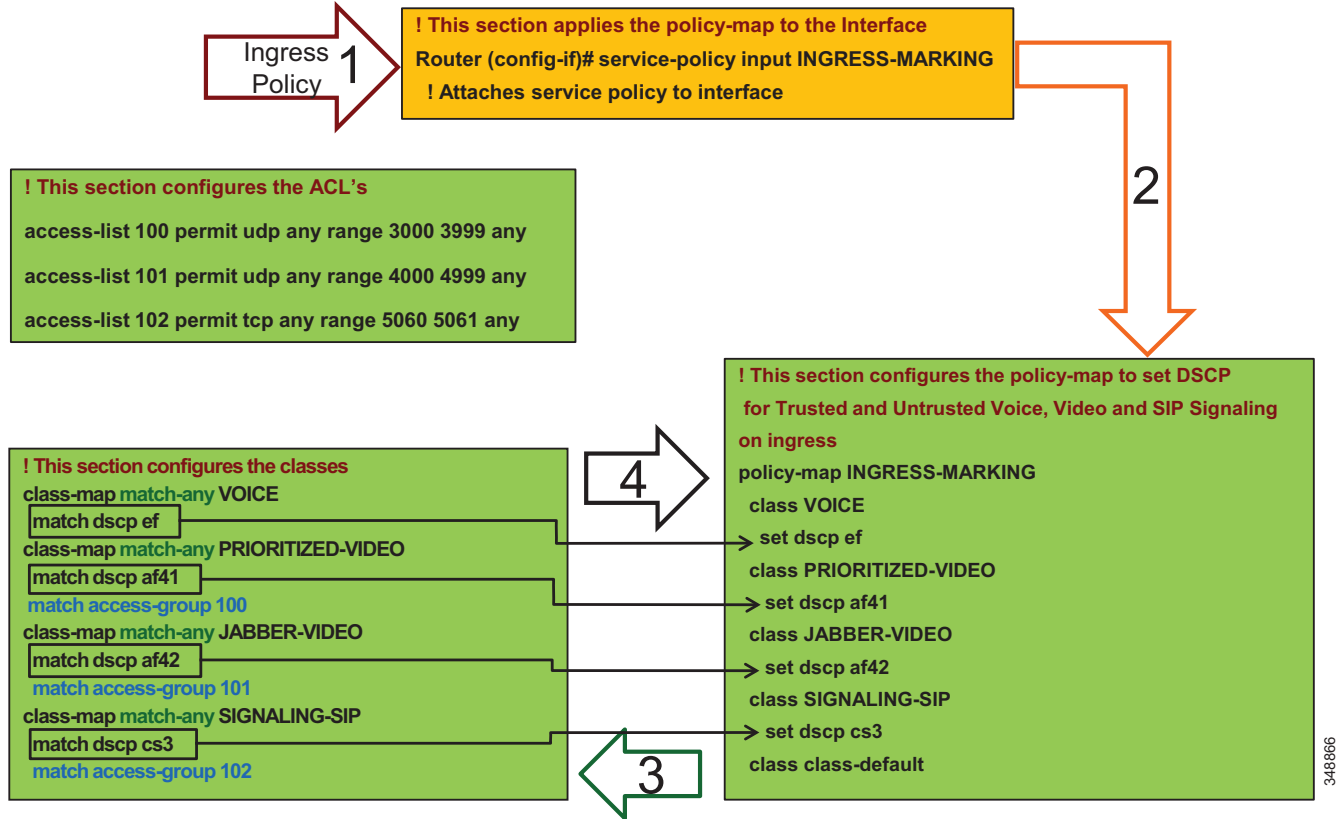 Ingress
Policy
1
! This section applies the policy-map to the Interface
Router (config-if)# service-policy input INGRESS-MARKING
! Attaches service policy to interface
2
! This section configures the ACL's
access-list 100 permit udp any range 3000 3999 any
access-list 101 permit udp any range 4000 4999 any
access-list 102 permit tcp any range 5060 5061 any
! This section configures the classes
class-map match-any VOICE
match dscp ef
class-map match-any PRIORITIZED-VIDEO
match dscp af41
match access-group 100
class-map match-any JABBER-VIDEO
match dscp af42
match access-group 101
class-map match-any SIGNALING-SIP
match dscp cs3
match access-group 102
3
4
! This section configures the policy-map to set DSCP
for Trusted and Untrusted Voice, Video and SIP Signaling
on ingress
policy-map INGRESS-MARKING
class VOICE
set dscp ef
class PRIORITIZED-VIDEO
set dscp af41
class JABBER-VIDEO
set dscp af42
class SIGNALING-SIP
set dscp cs3
class class-default
348866